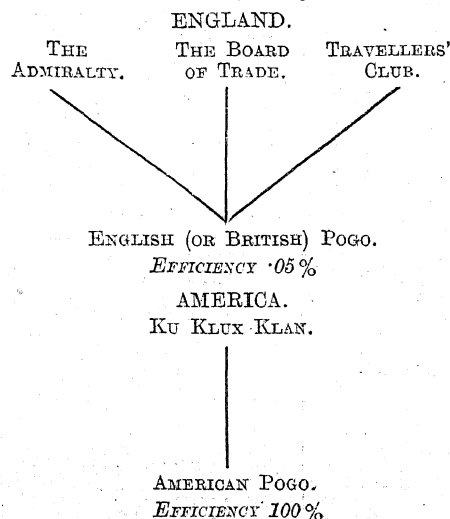 ENGLAND.
THE ADMIRALTY.
THE BOARD OF TRADE.
TRAVELLERS' CLUB.
ENGLISH (OR BRITISH) POGO.
EFFICIENCY ·05%
AMERICA.
KU KLUX KLAN.
AMERICAN POGO.
EFFICIENCY 100%